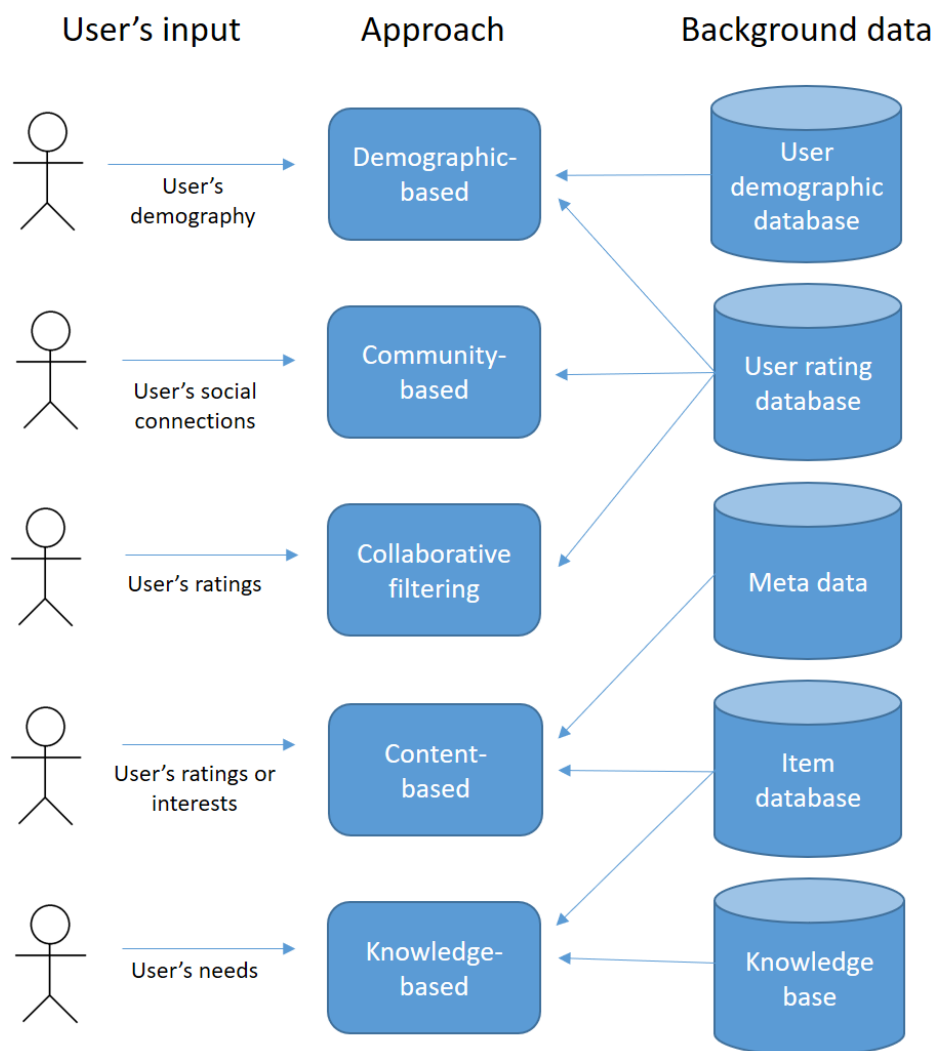 User's input
Approach
Background data
User's
demography
Demographic-
based
User
demographic
database
User's social
connections
Community-
based
User rating
database
User's ratings
Collaborative
filtering
Meta data
User's ratings or
interests
Content-
based
Item
database
User's needs
Knowledge-
based
Knowledge
base